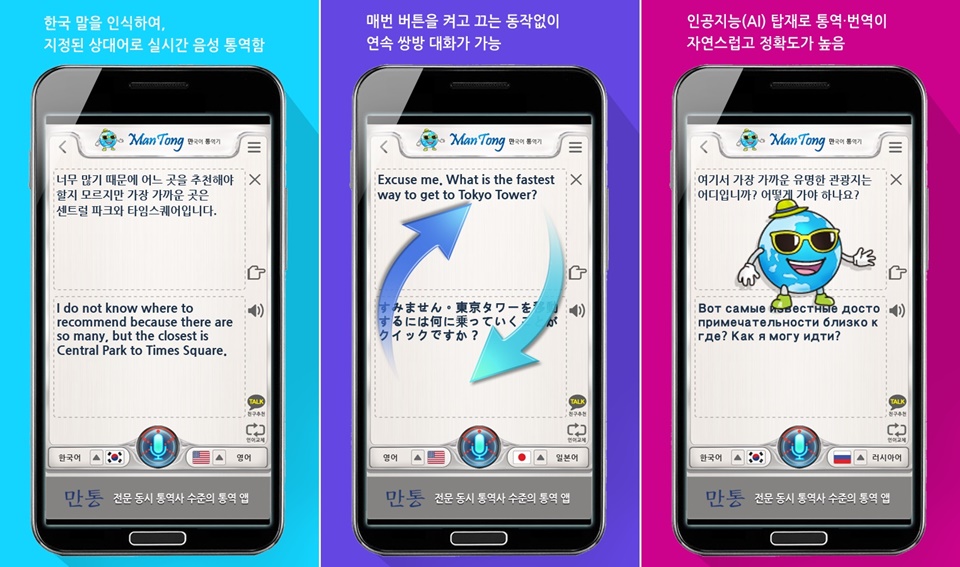 한국 말을 인식하여,
지정된 상대어로 실시간 음성 통역함
ManTong 만국어 통역기
너무 많기 때문에 어느 곳을 추천해야
할지 모르지만 가장 가까운 곳은
센트럴 파크와 타임스퀘어입니다.
I do not know where to
recommend because there are
so many, but the closest is
Central Park to Times Square.
TALK
친구추천
언어교체
한국어
영어
만통 전문 동시 통역사 수준의 통역 앱
매번 버튼을 켜고 끄는 동작없이
연속 쌍방 대화가 가능
ManTong 만국어 통역기
Excuse me. What is the fastest
way to get to Tokyo Tower?
すみません・東京タワーを移動
するには何に乗っていくことが
クイックですか?
TALK
친구추천
언어교체
영어
일본어
만통 전문 동시 통역사 수준의 통역 앱
인공지능(AI) 탑재로 통역·번역이
자연스럽고 정확도가 높음
ManTong 만국어 통역기
여기서 가장 가까운 유명한 관광지는
어디입니까? 어떻게 가야 하나요?
Вот самые известные досто
примечательности близко к
где? Как я могу идти?
TALK
친구추천
언어교체
한국어
러시아어
만통 전문 동시 통역사 수준의 통역 앱